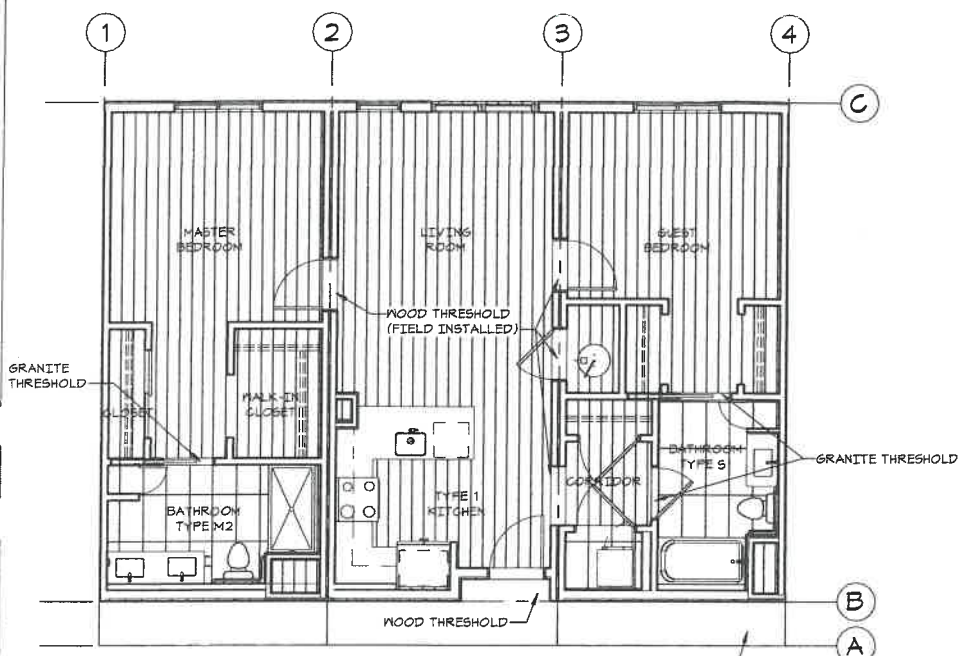 1
2
3
4
C
MASTER
BEDROOM
LIVING
ROOM
GUEST
BEDROOM
WOOD THRESHOLD
(FIELD INSTALLED)
GRANITE
THRESHOLD
CLOSET
WALK-IN
CLOSET
BATHROOM
TYPE S
GRANITE THRESHOLD
CORRIDOR
TYPE 1
KITCHEN
BATHROOM
TYPE M2
B
WOOD THRESHOLD
A